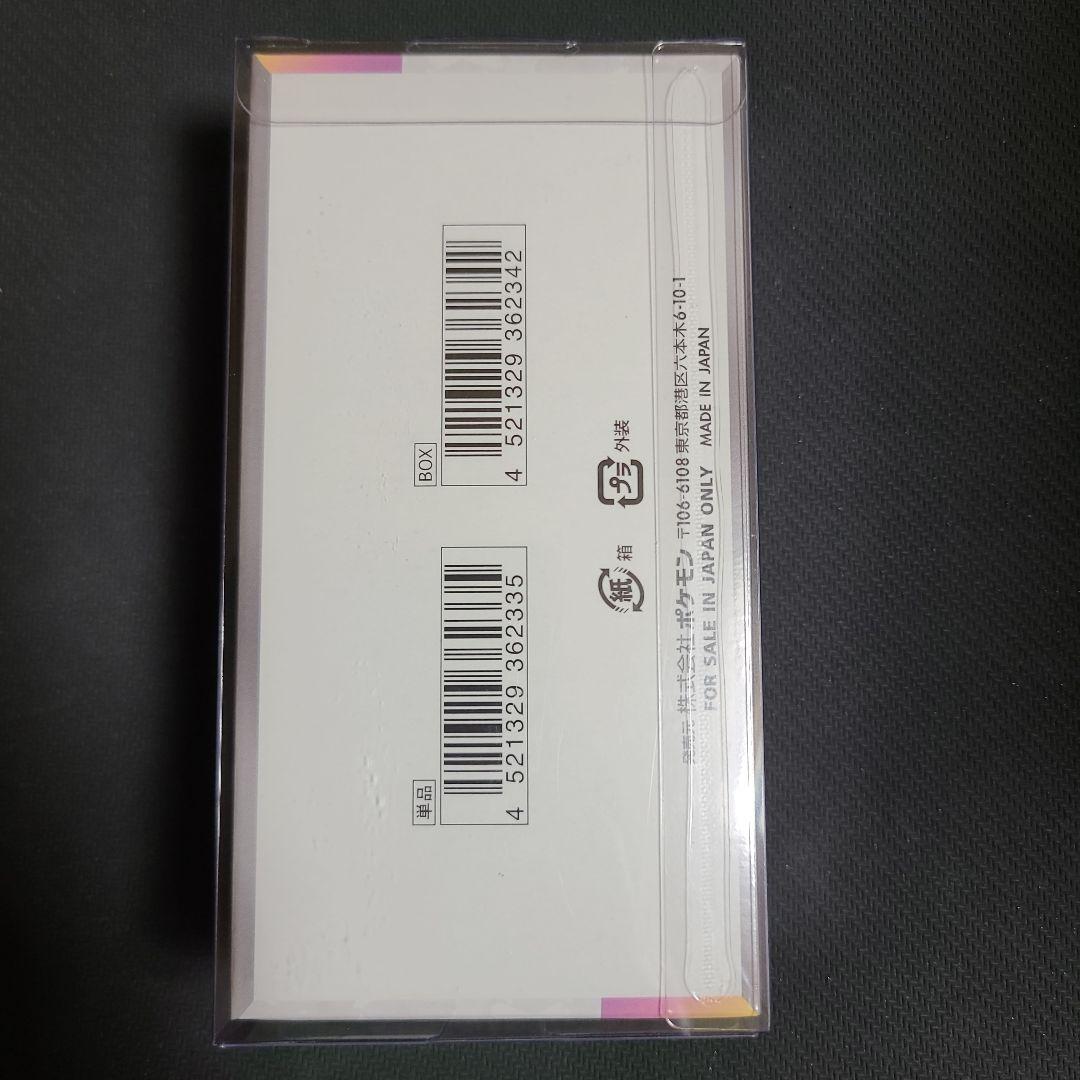 単品
4 521329 362335
BOX
4 521329 362342
紙 箱
プラ 外装
発売元 株式会社 ポケモン 〒106-6108 東京都港区六本木6-10-1
FOR SALE IN JAPAN ONLY MADE IN JAPAN